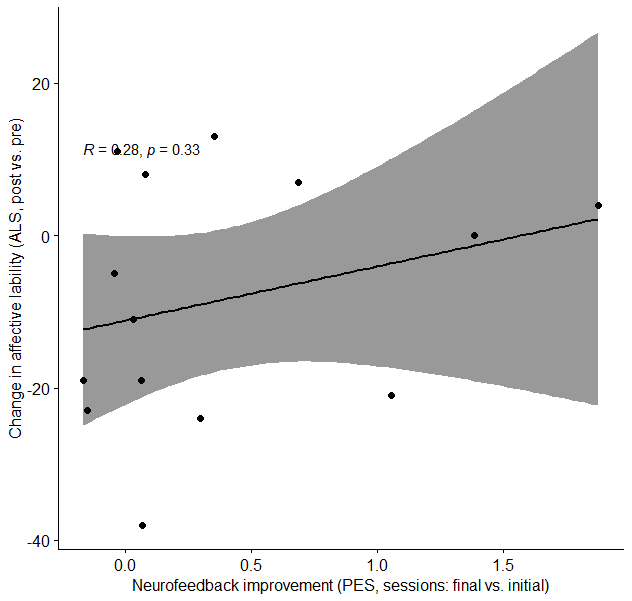 20
0
-20
-40
R = 0.28, p = 0.33
Change in affective lability (ALS, post vs. pre)
0.0 0.5 1.0 1.5
Neurofeedback improvement (PES, sessions: final vs. initial)